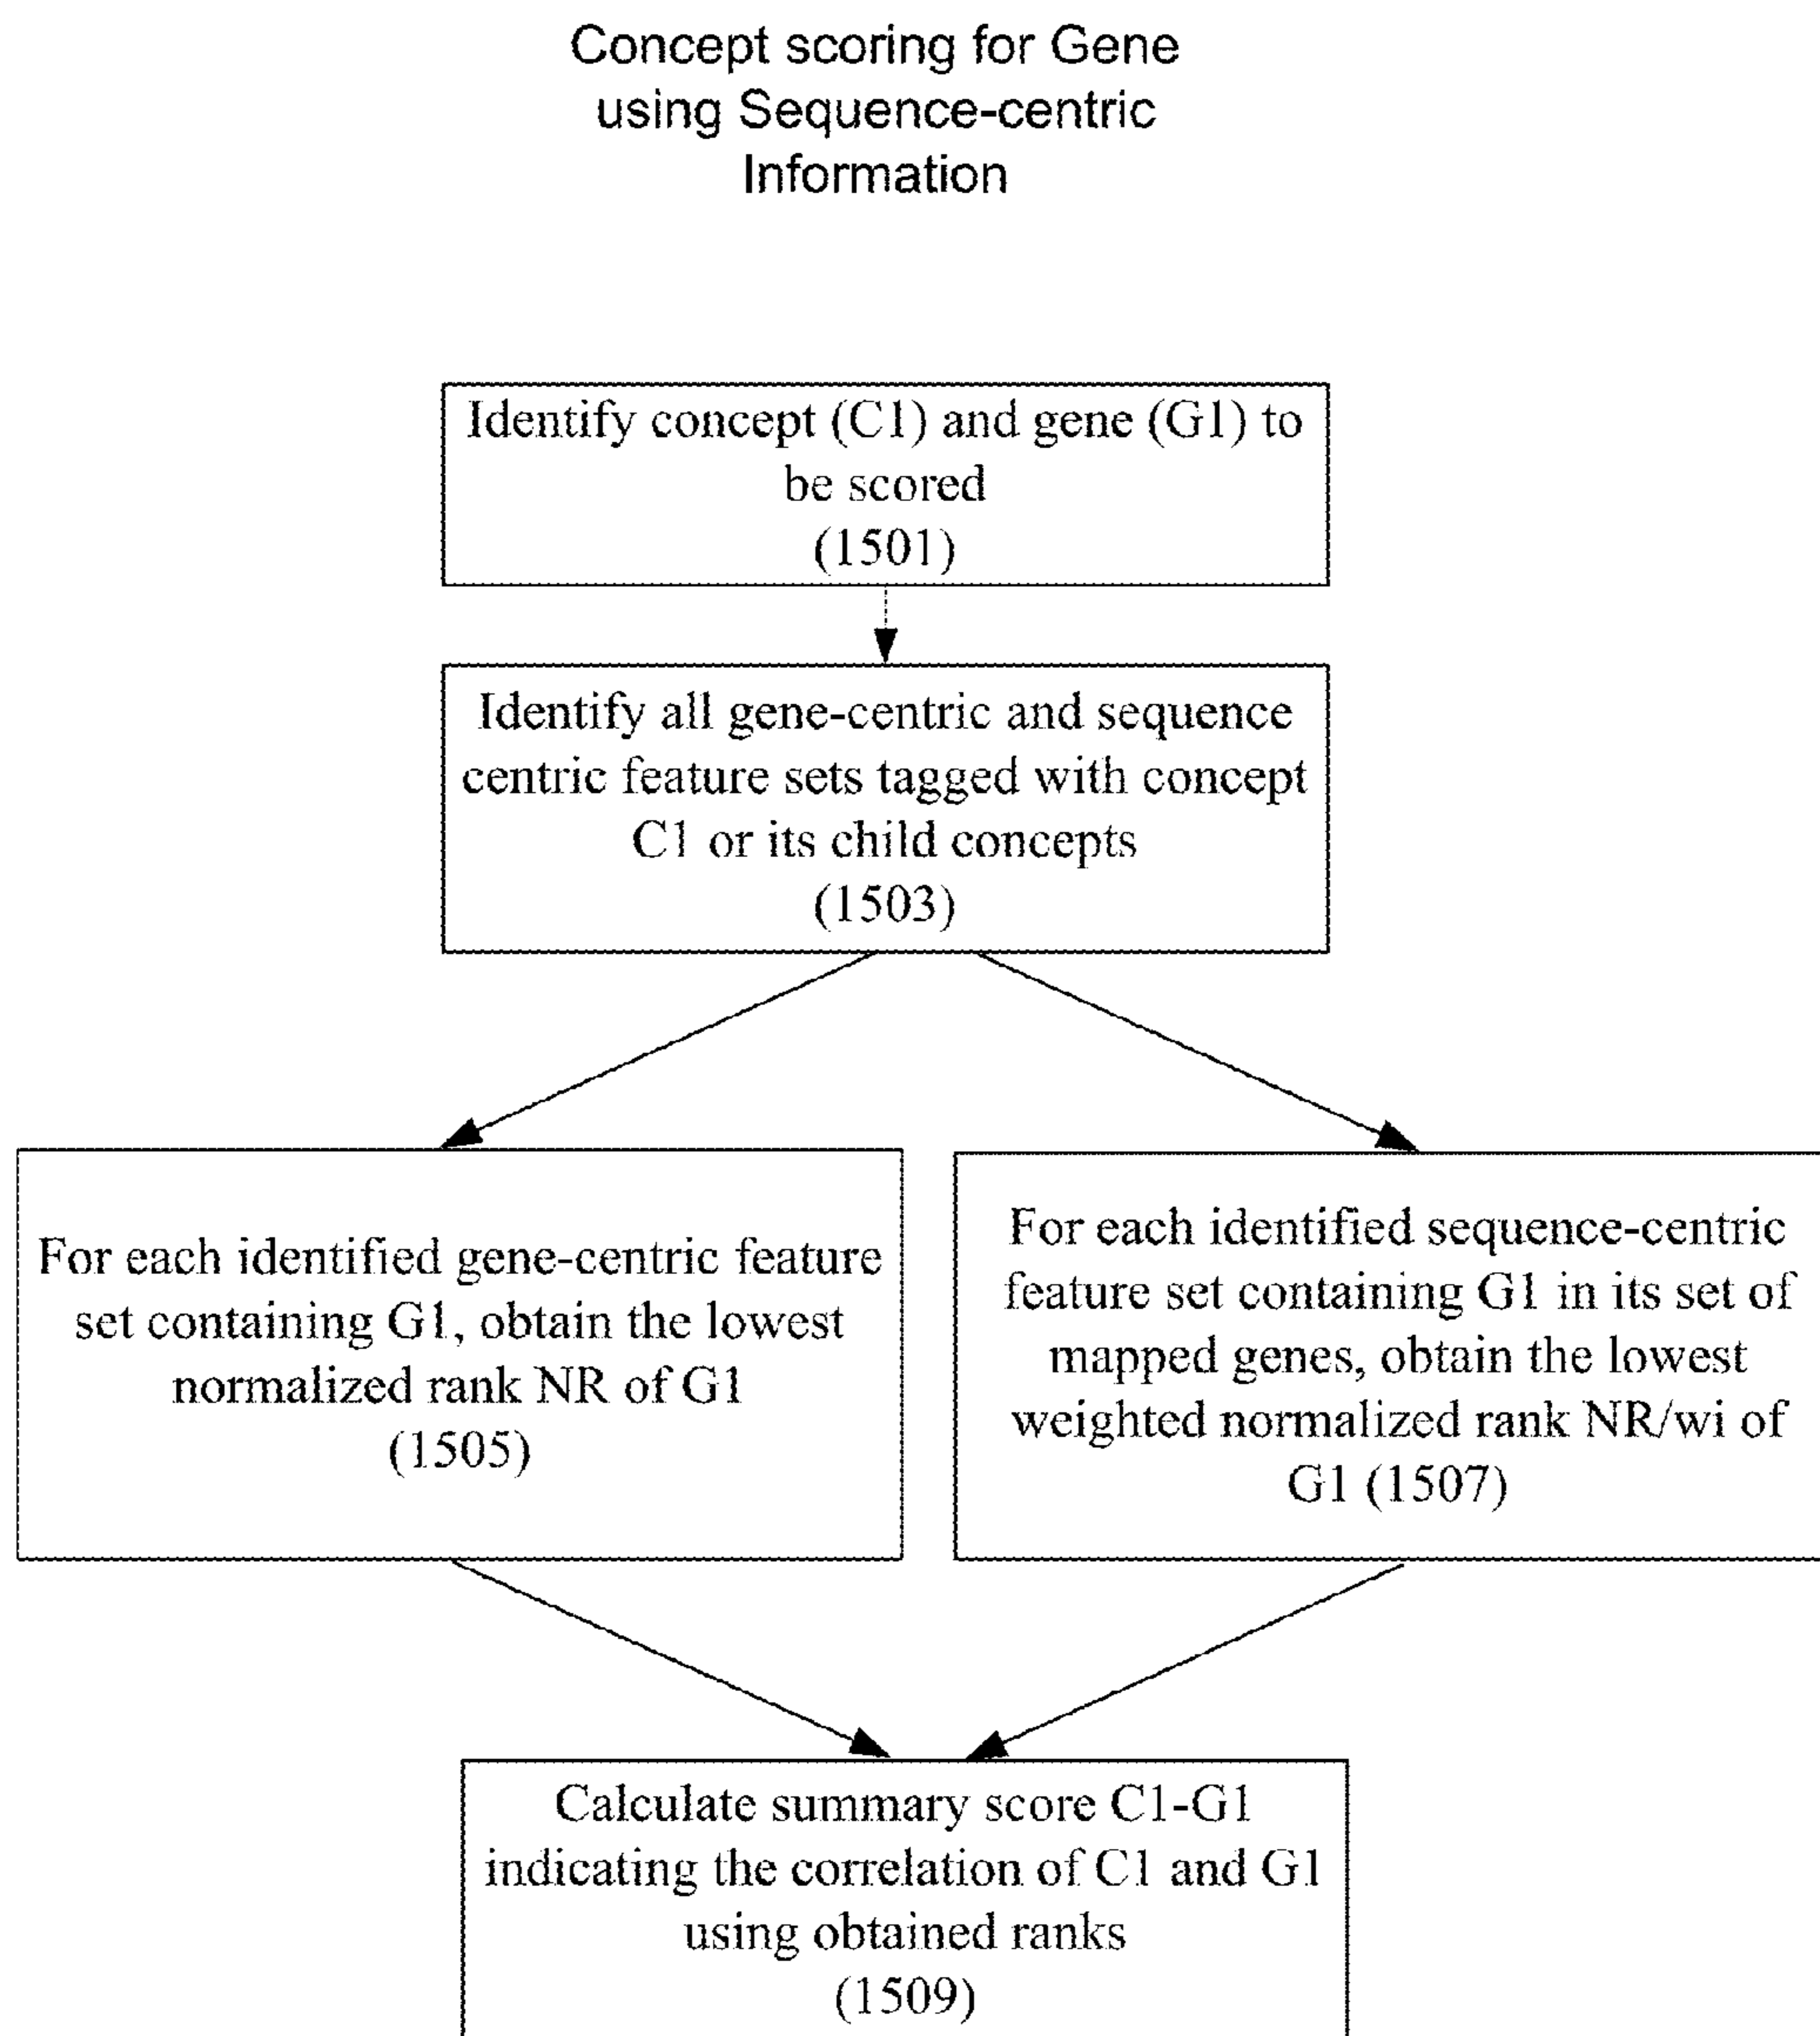 Concept scoring for Gene
using Sequence-centric
Information
Identify concept (C1) and gene (G1) to
be scored
(1501)
Identify all gene-centric and sequence
centric feature sets tagged with concept
C1 or its child concepts
(1503)
For each identified gene-centric feature
set containing G1, obtain the lowest
normalized rank NR of G1
(1505)
For each identified sequence-centric
feature set containing G1 in its set of
mapped genes, obtain the lowest
weighted normalized rank NR/wi of
G1 (1507)
Calculate summary score C1-G1
indicating the correlation of C1 and G1
using obtained ranks
(1509)